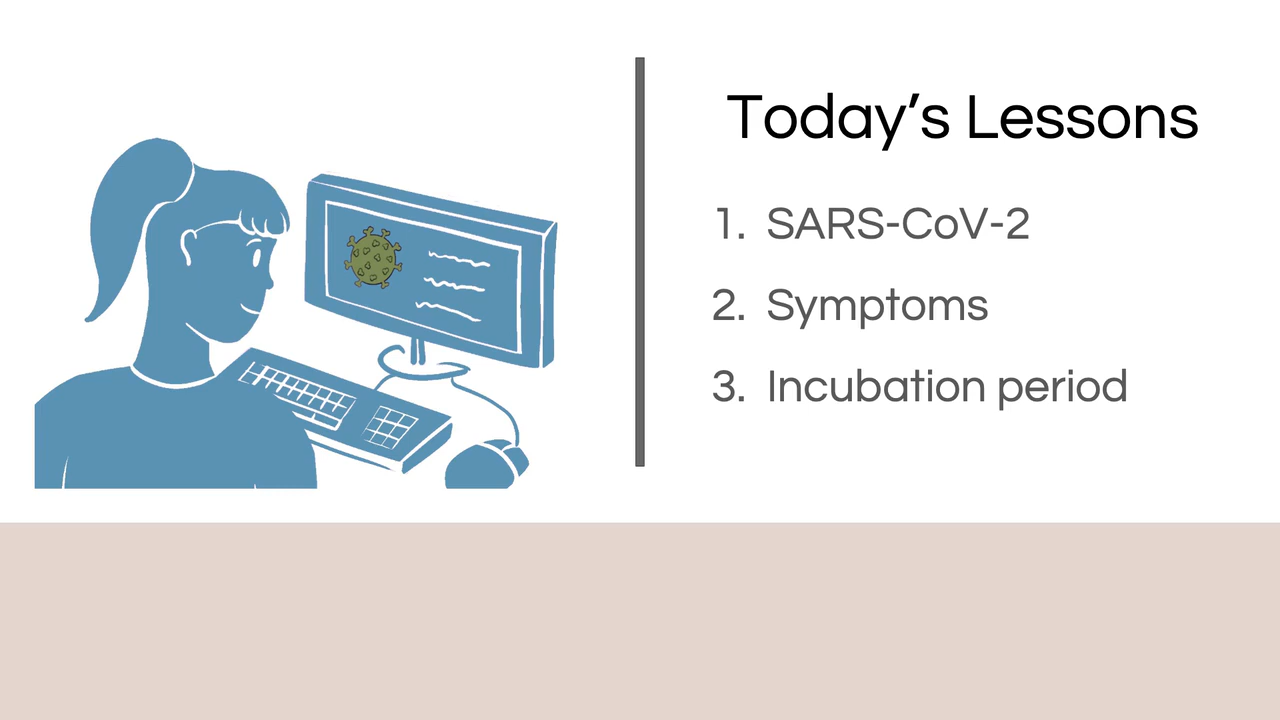 Today’s Lessons
1. SARS-CoV-2
2. Symptoms
3. Incubation period